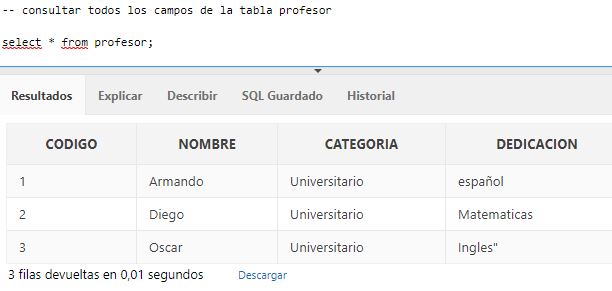 -- consultar todos los campos de la tabla profesor
select * from profesor;
Resultados Explicar Describir SQL Guardado Historial
CODIGO NOMBRE CATEGORIA DEDICACION
1 Armando Universitario español
2 Diego Universitario Matematicas
3 Oscar Universitario Ingles"
3 filas devueltas en 0,01 segundos Descargar